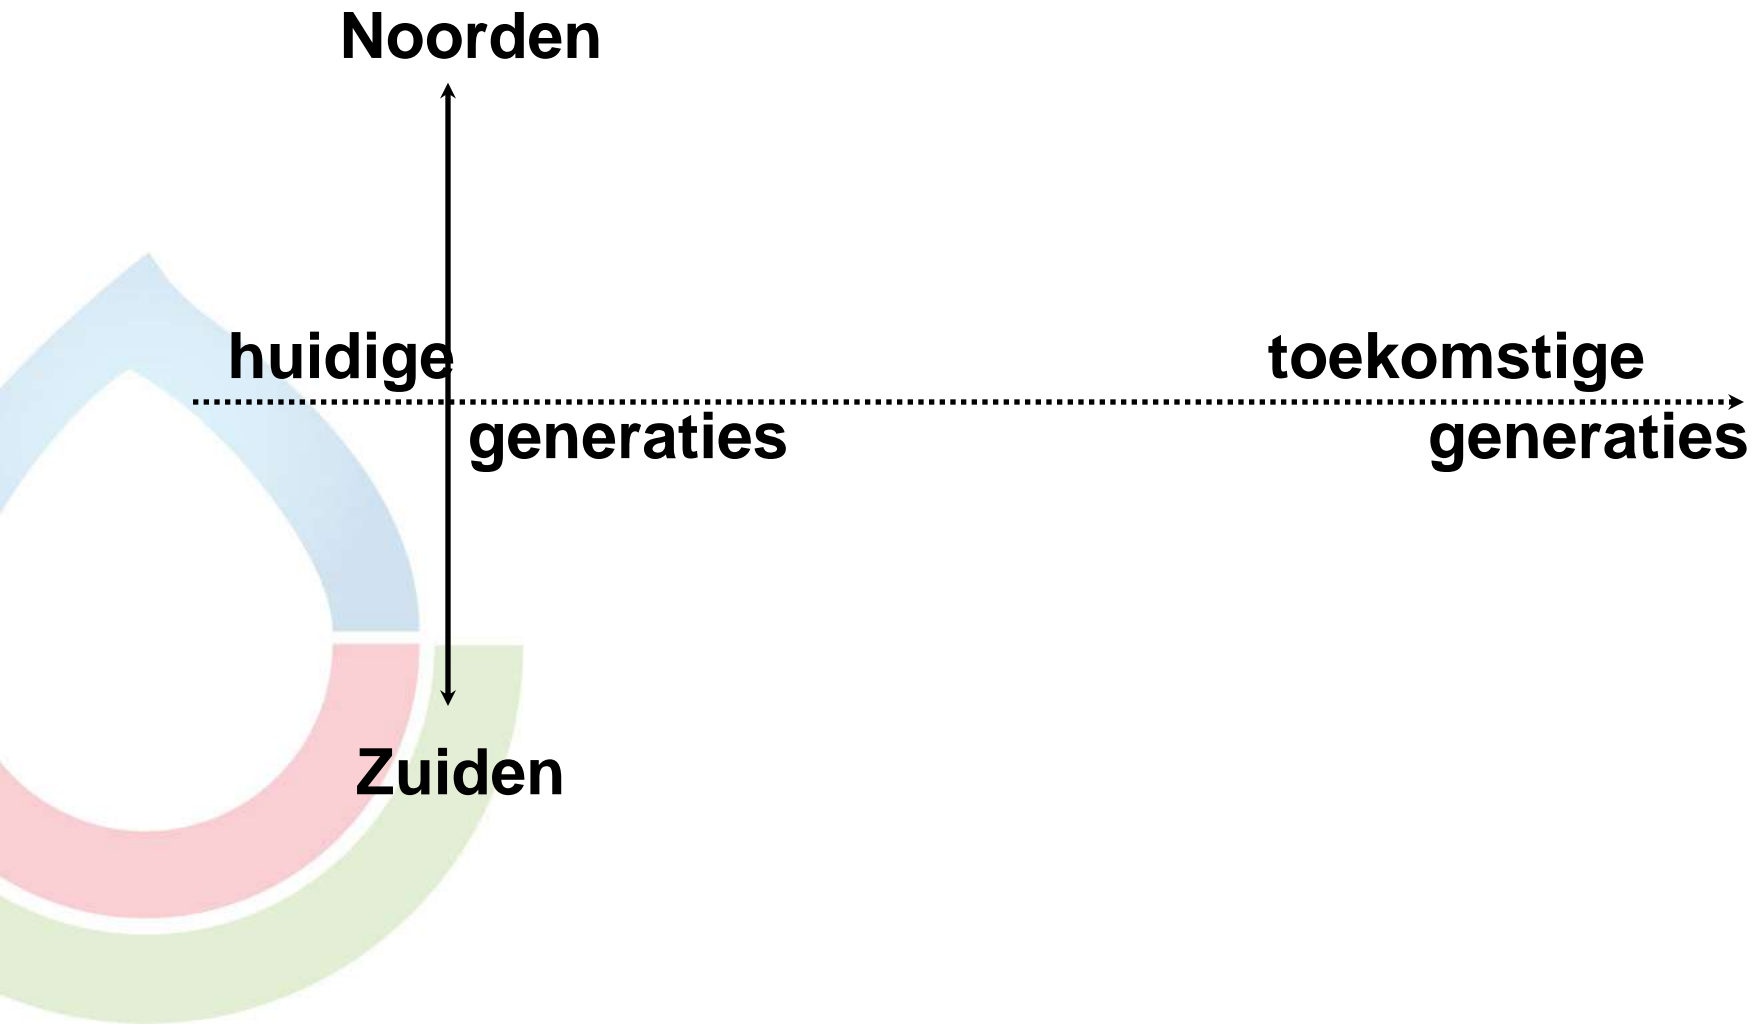 Noorden
huidige
generaties
toekomstige
generaties
Zuiden